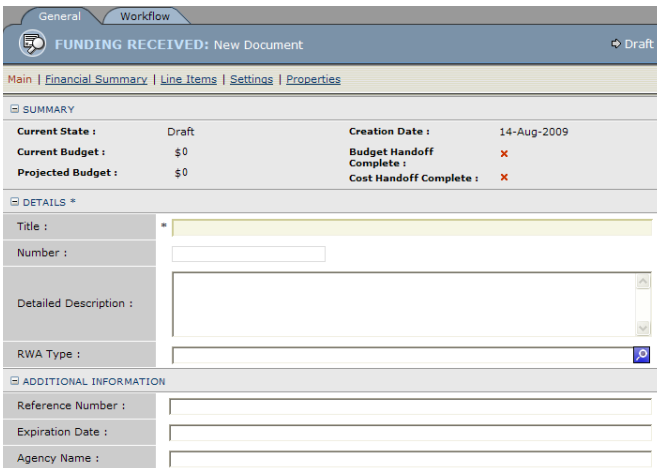 General Workflow
FUNDING RECEIVED: New Document Draft
Main | Financial Summary | Line Items | Settings | Properties
SUMMARY
Current State : Draft Creation Date : 14-Aug-2009
Current Budget : $0 Budget Handoff Complete :
Projected Budget : $0 Cost Handoff Complete :
DETAILS *
Title : *
Number :
Detailed Description :
RWA Type :
ADDITIONAL INFORMATION
Reference Number :
Expiration Date :
Agency Name :